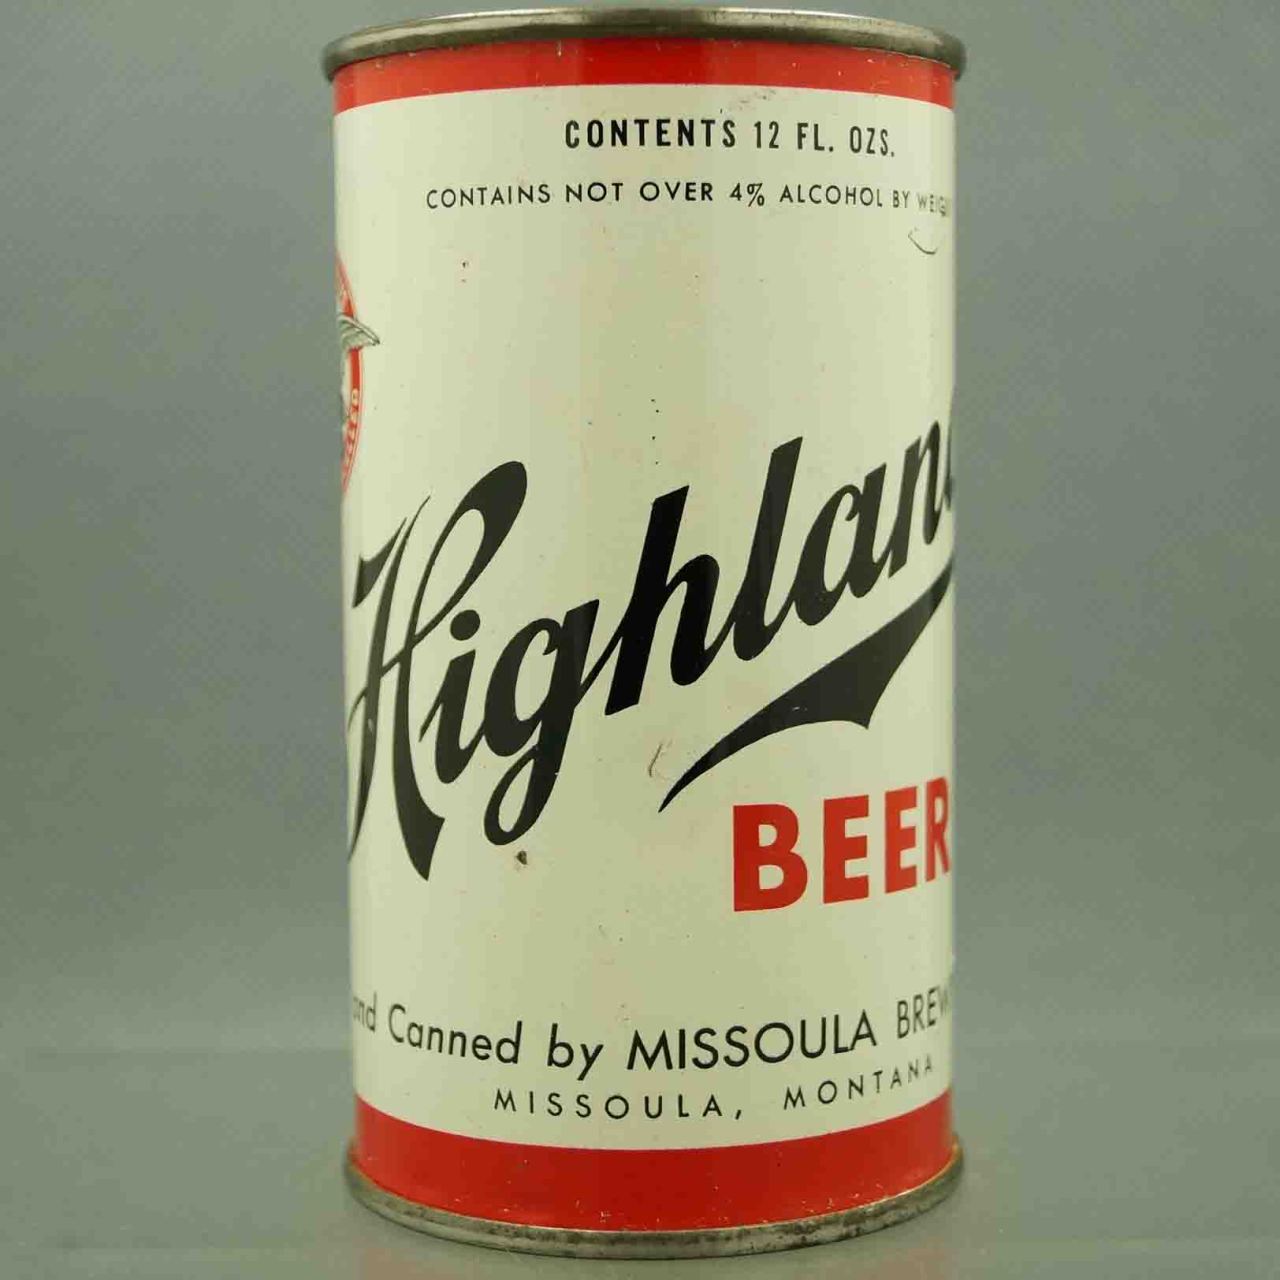 CONTENTS 12 FL. OZS.
CONTAINS NOT OVER 4% ALCOHOL BY WEIG
Highland
BEER
and Canned by MISSOULA BREW
MISSOULA, MONTANA